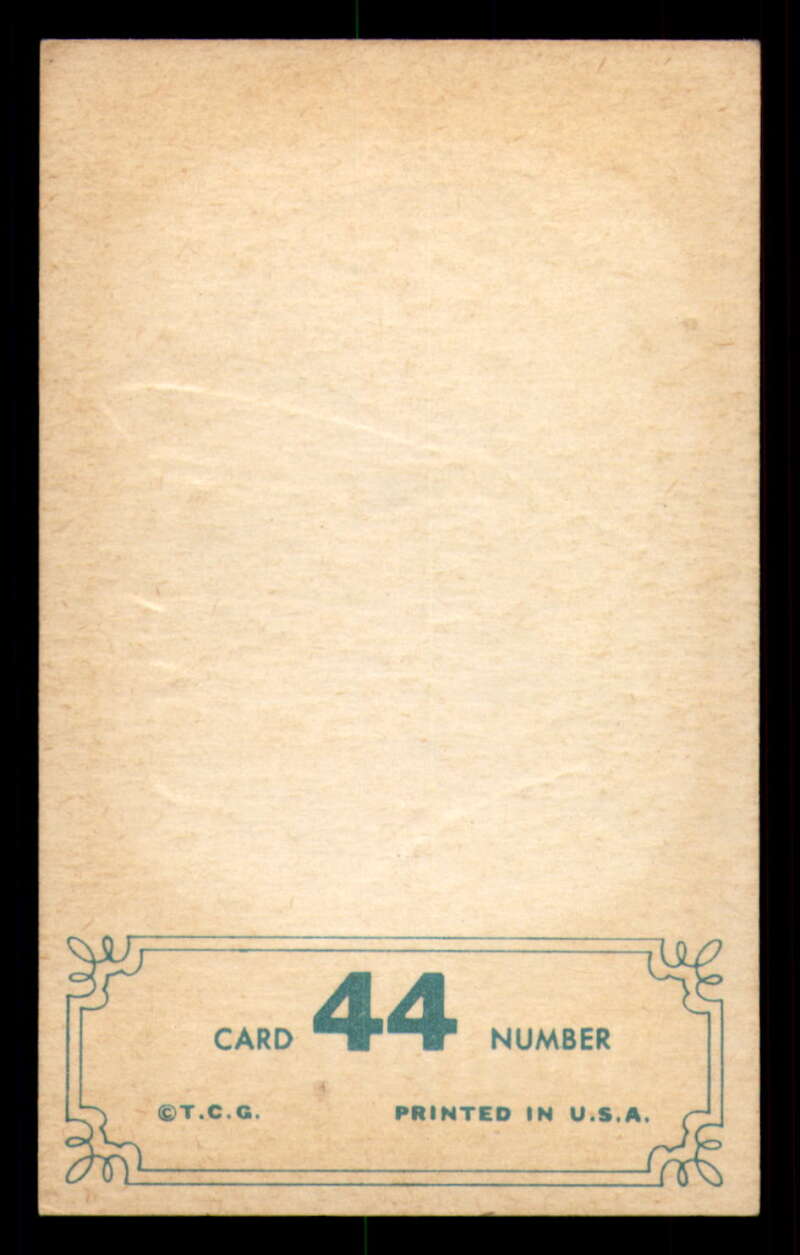 CARD 44 NUMBER
©T.C.G. PRINTED IN U.S.A.